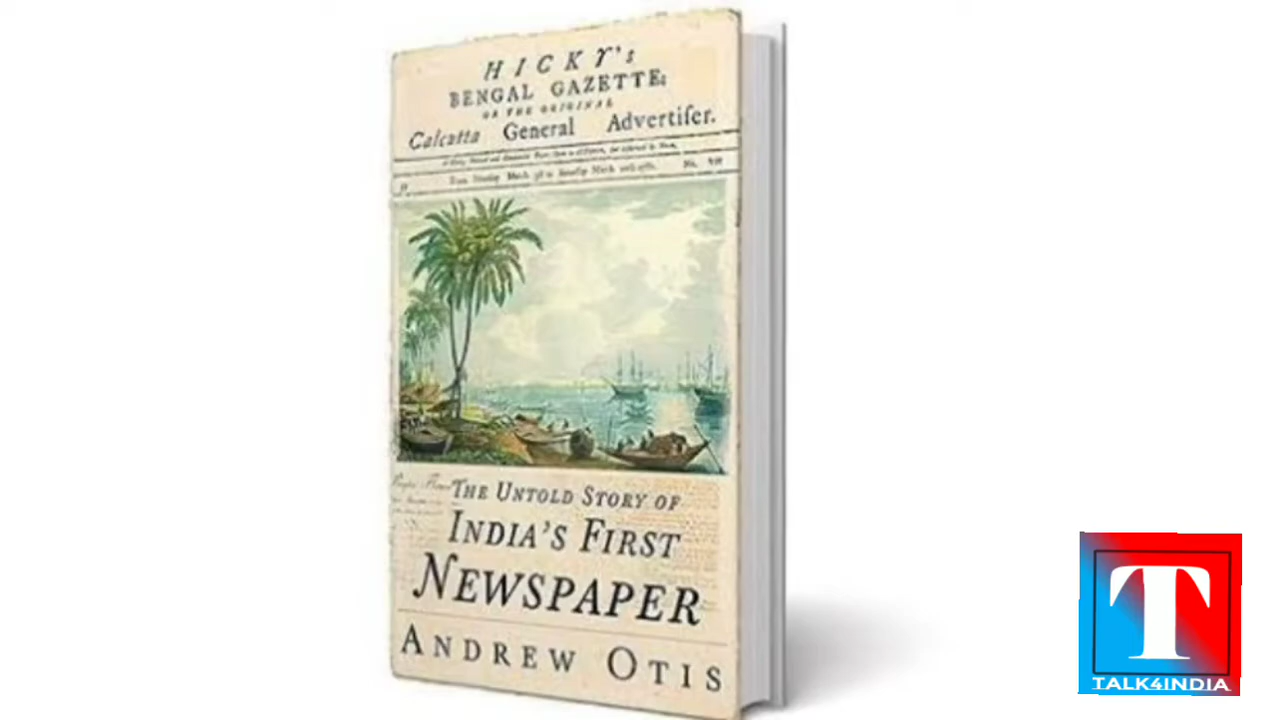 HICKY's
BENGAL GAZETTE;
OR THE ORIGINAL
Calcutta General Advertiſer.
THE UNTOLD STORY OF
INDIA'S FIRST
NEWSPAPER
ANDREW OTIS
T
TALK4INDIA